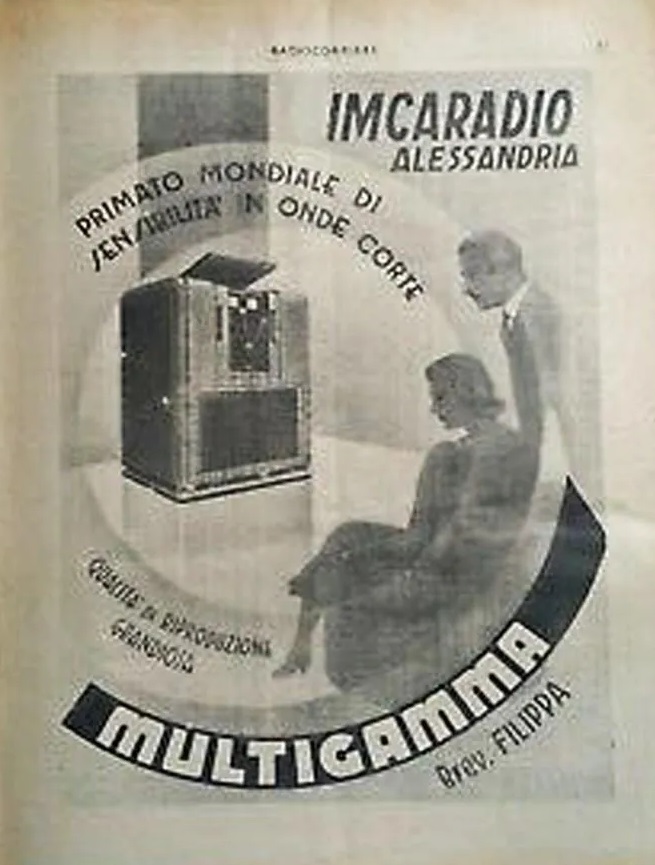 RADIOCORRIERE
IMCARADIO
ALESSANDRIA
PRIMATO MONDIALE DI
SENSIBILITA' IN ONDE CORTE
QUALITA' DI RIPRODUZIONE
GRANDIOSA
MULTIGAMMA
Brev. FILIPPA